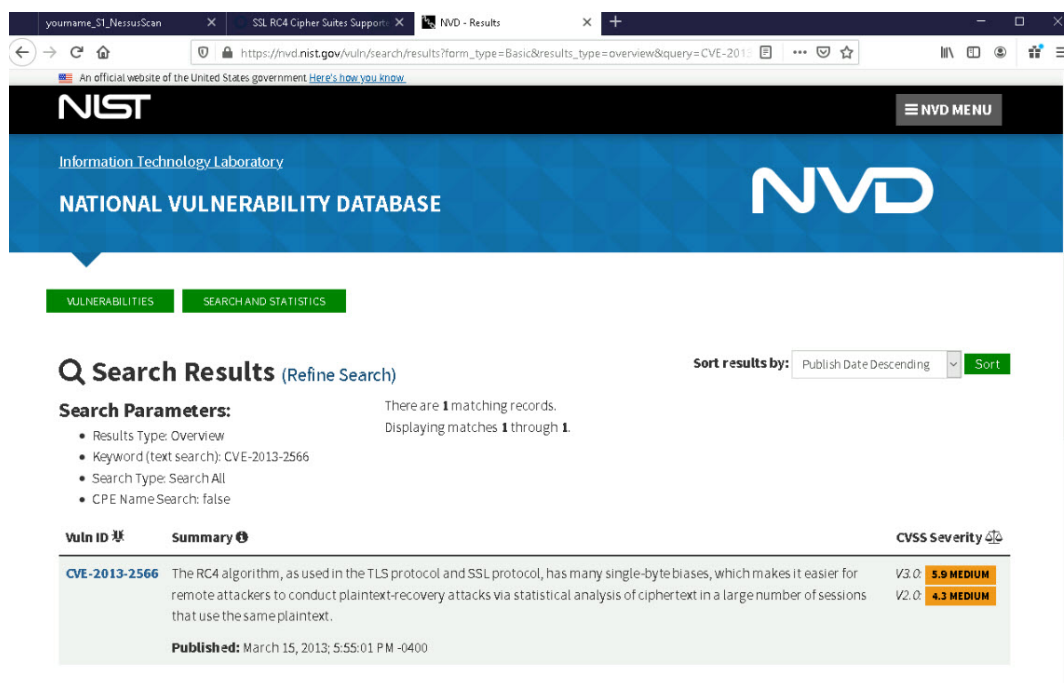 yourname_S1_NessusScan
SSL RC4 Cipher Suites Supporte
NVD - Results
https://nvd.nist.gov/vuln/search/results?form_type=Basic&results_type=overview&query=CVE-201
An official website of the United States government Here's how you know
NIST
NVD MENU
Information Technology Laboratory
NATIONAL VULNERABILITY DATABASE
NVD
VULNERABILITIES SEARCH AND STATISTICS
Search Results (Refine Search)
Sort results by: Publish Date Descending Sort
Search Parameters:
• Results Type: Overview
• Keyword (text search): CVE-2013-2566
• Search Type: Search All
• CPE Name Search: false
There are 1 matching records.
Displaying matches 1 through 1.
Vuln ID Summary CVSS Severity
CVE-2013-2566
The RC4 algorithm, as used in the TLS protocol and SSL protocol, has many single-byte biases, which makes it easier for
remote attackers to conduct plaintext-recovery attacks via statistical analysis of ciphertext in a large number of sessions
that use the same plaintext.
Published: March 15, 2013; 5:55:01 PM -0400
V3.0: 5.9 MEDIUM
V2.0: 4.3 MEDIUM